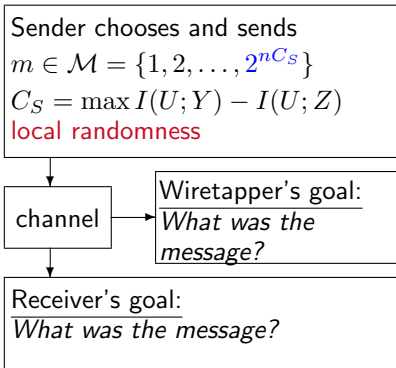 Sender chooses and sends
m ∈ ℳ = {1, 2, . . . , 2^{nC_S}}
C_S = max I(U; Y) − I(U; Z)
local randomness
channel
Wiretapper's goal:
What was the
message?
Receiver's goal:
What was the message?